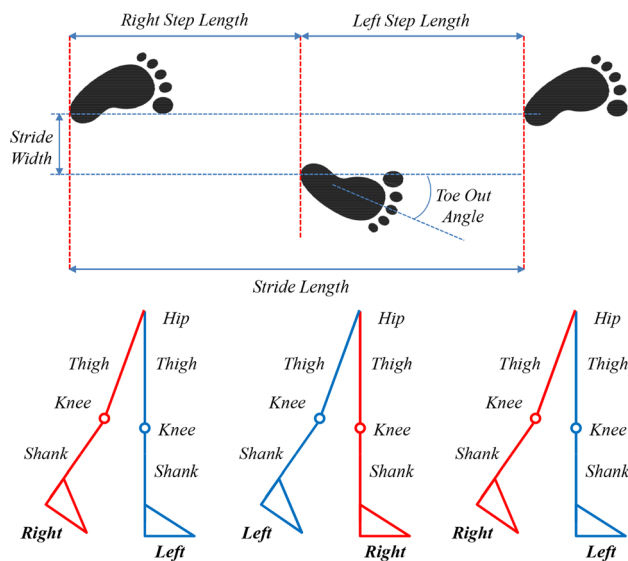 Right Step Length
Left Step Length
Stride
Width
Toe Out
Angle
Stride Length
Hip
Thigh
Thigh
Knee
Knee
Shank
Shank
Right
Left
Hip
Thigh
Thigh
Knee
Knee
Shank
Shank
Left
Right
Hip
Thigh
Thigh
Knee
Knee
Shank
Shank
Right
Left